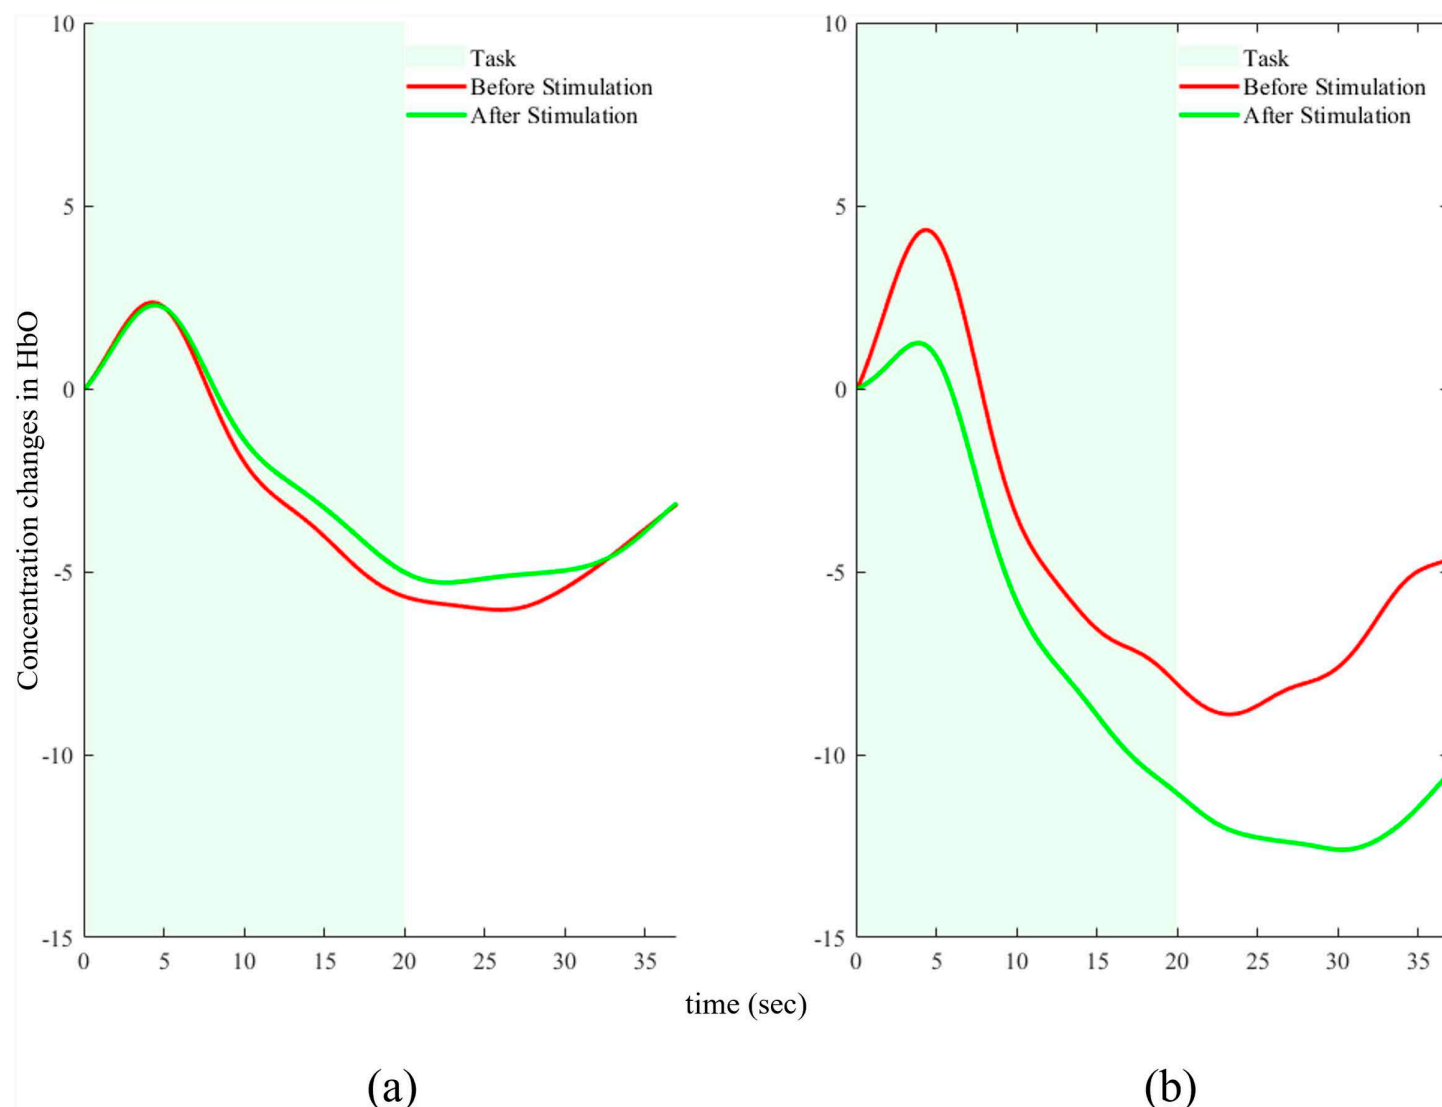 10
5
0
-5
-10
-15
0 5 10 15 20 25 30 35
Task
Before Stimulation
After Stimulation
Concentration changes in HbO
10
5
0
-5
-10
-15
0 5 10 15 20 25 30 35
Task
Before Stimulation
After Stimulation
time (sec)
(a)
(b)